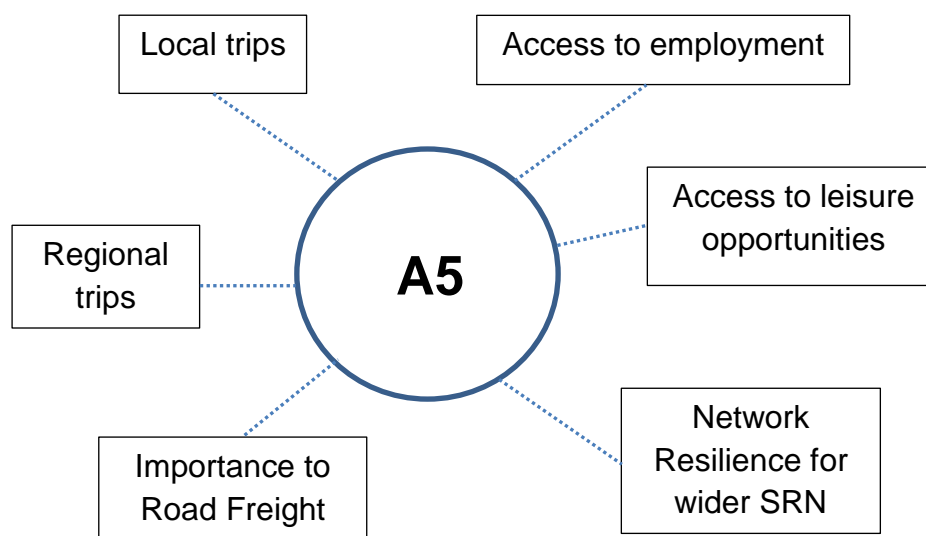 Local trips
Access to employment
Access to leisure
opportunities
Regional
trips
A5
Network
Resilience for
wider SRN
Importance to
Road Freight